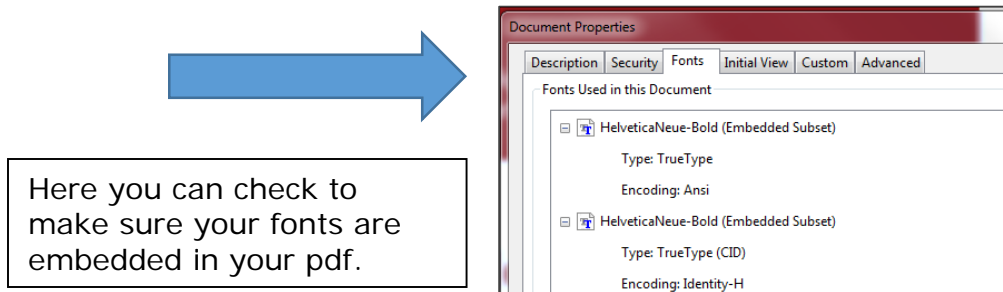 Document Properties
Description Security Fonts Initial View Custom Advanced
Fonts Used in this Document
HelveticaNeue-Bold (Embedded Subset)
Type: TrueType
Encoding: Ansi
HelveticaNeue-Bold (Embedded Subset)
Type: TrueType (CID)
Encoding: Identity-H
Here you can check to
make sure your fonts are
embedded in your pdf.